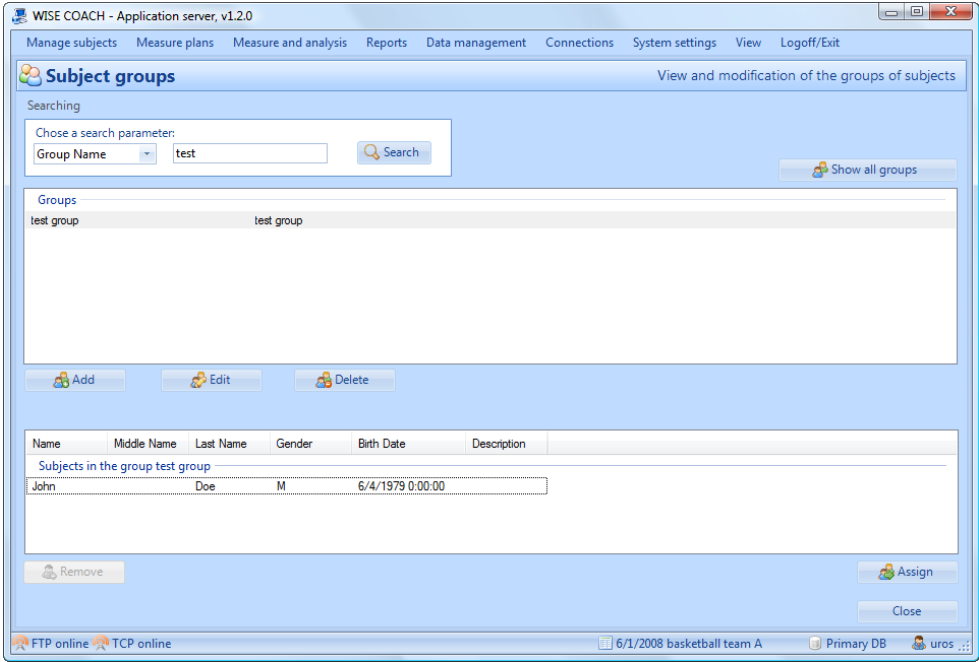 WISE COACH - Application server, v1.2.0
Manage subjects Measure plans Measure and analysis Reports Data management Connections System settings View Logoff/Exit
Subject groups View and modification of the groups of subjects
Searching
Chose a search parameter:
Group Name test Search
Show all groups
Groups
test group test group
Add Edit Delete
Name Middle Name Last Name Gender Birth Date Description
Subjects in the group test group
John Doe M 6/4/1979 0:00:00
Remove Assign
Close
FTP online TCP online 6/1/2008 basketball team A Primary DB uros